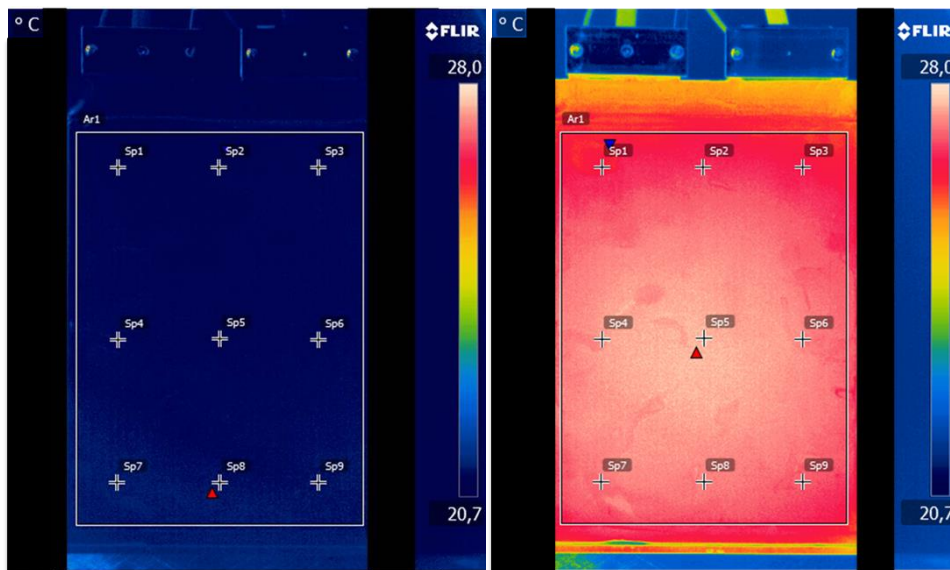 ° C
FLIR
28,0
Ar1
Sp1 Sp2 Sp3
Sp4 Sp5 Sp6
Sp7 Sp8 Sp9
20,7
° C
FLIR
28,0
Ar1
Sp1 Sp2 Sp3
Sp4 Sp5 Sp6
Sp7 Sp8 Sp9
20,7